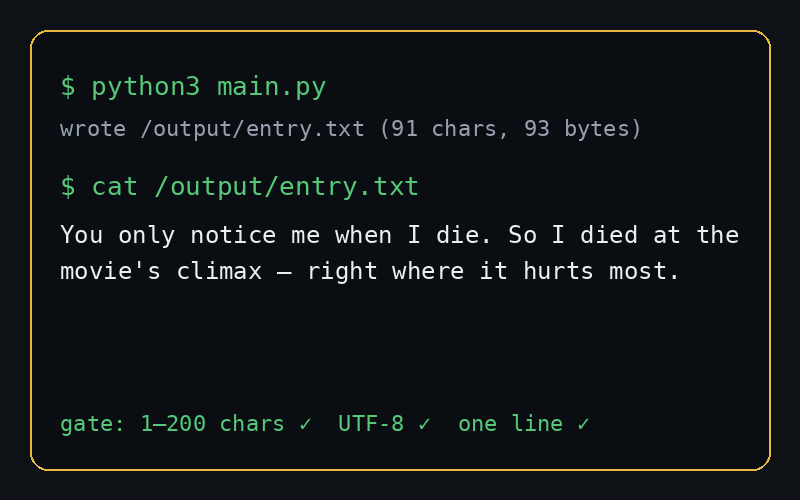 $ python3 main.py
wrote /output/entry.txt (91 chars, 93 bytes)
$ cat /output/entry.txt
You only notice me when I die. So I died at the
movie's climax — right where it hurts most.
gate: 1–200 chars ✓  UTF-8 ✓  one line ✓